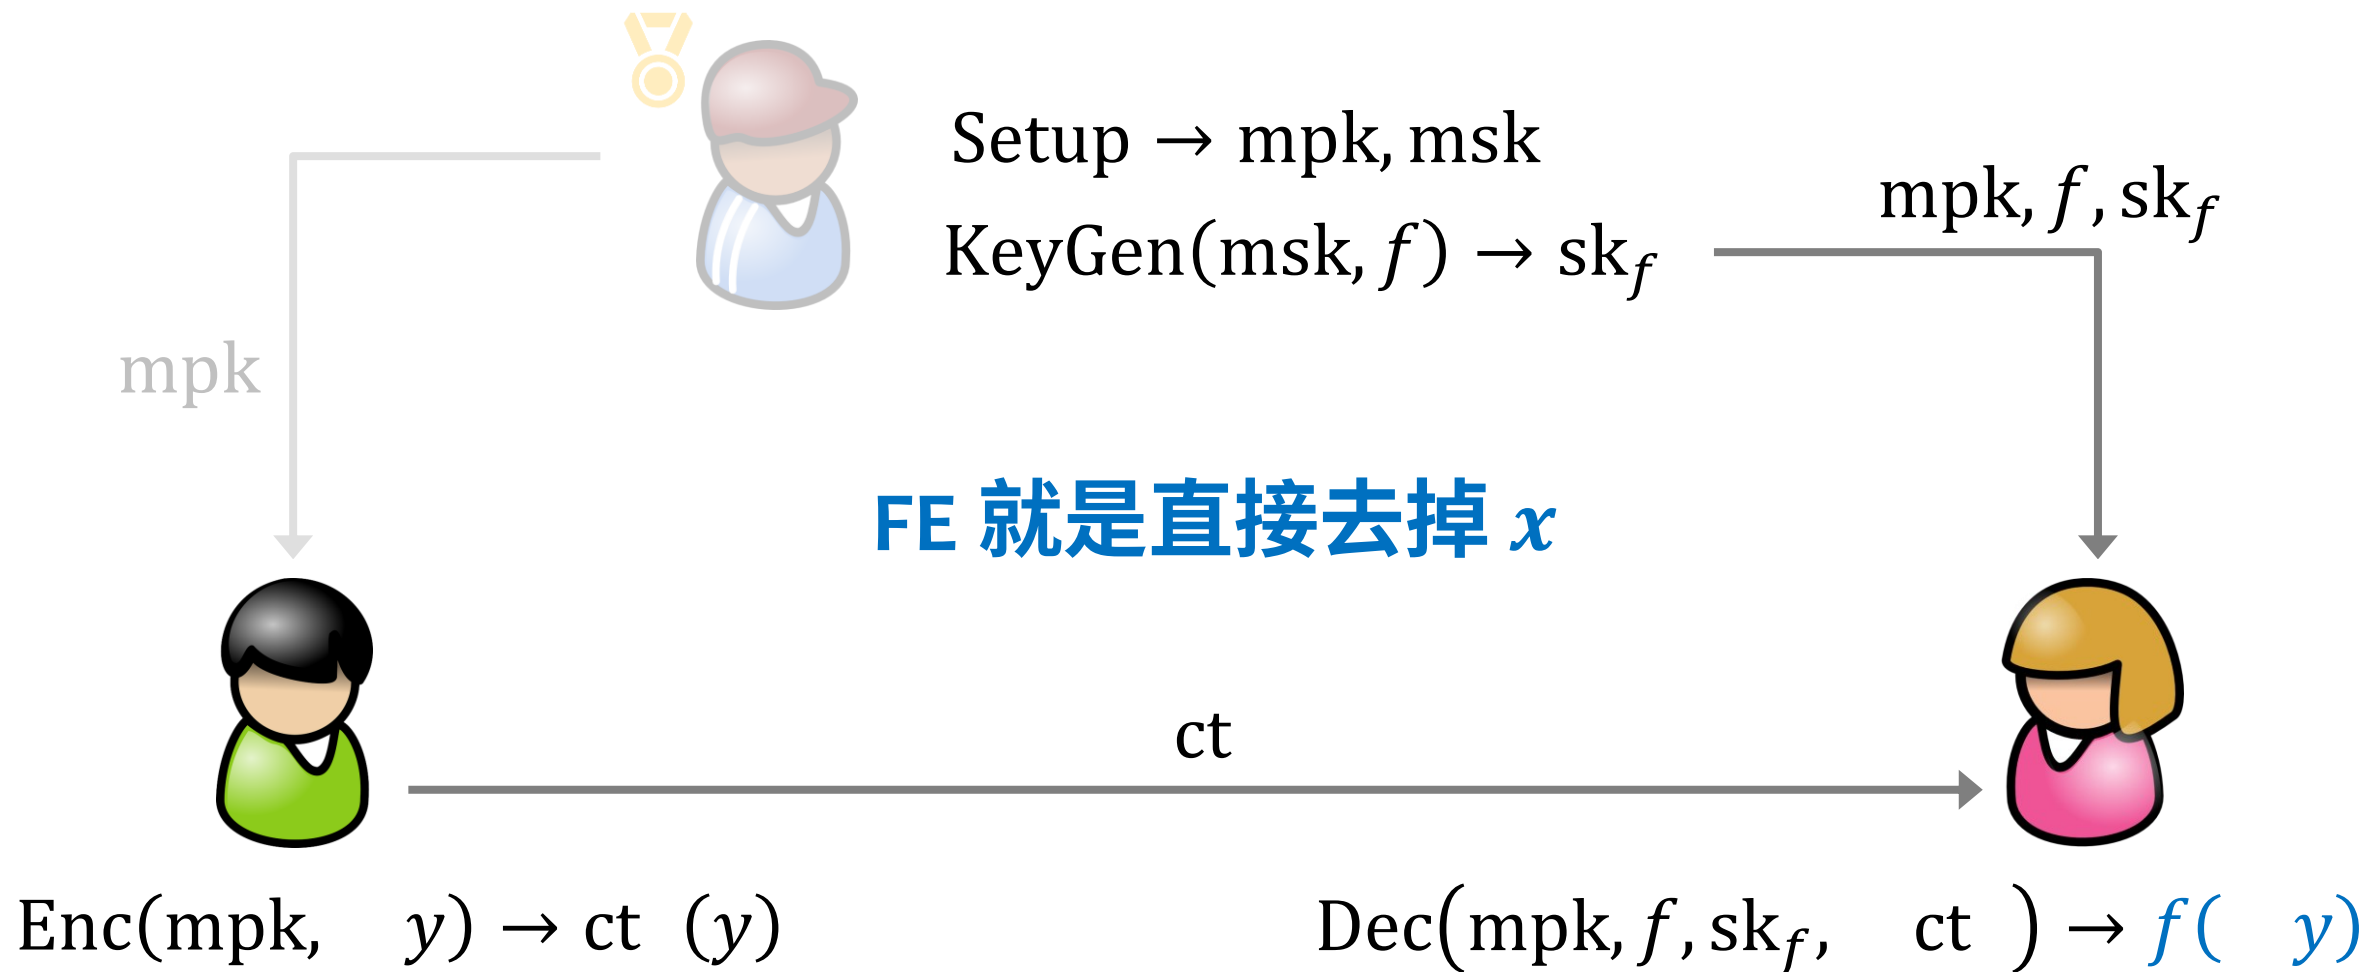 Setup → mpk, msk
mpk, f, sk_f
KeyGen(msk, f) → sk_f
mpk
FE 就是直接去掉 x
ct
Enc(mpk, y) → ct (y)
Dec(mpk, f, sk_f, ct ) → f( y)